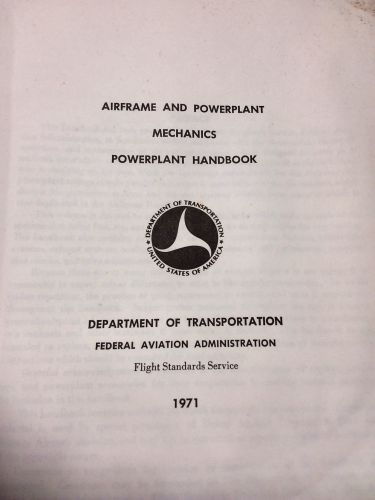 AIRFRAME AND POWERPLANT
MECHANICS
POWERPLANT HANDBOOK
DEPARTMENT OF TRANSPORTATION
UNITED STATES OF AMERICA
DEPARTMENT OF TRANSPORTATION
FEDERAL AVIATION ADMINISTRATION
Flight Standards Service
1971